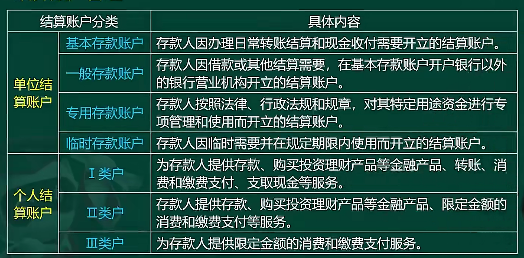 结算账户分类 具体内容
单位结算账户
基本存款账户 存款人因办理日常转账结算和现金收付需要开立的结算账户。
一般存款账户 存款人因借款或其他结算需要，在基本存款账户开户银行以外
的银行营业机构开立的结算账户。
专用存款账户 存款人按照法律、行政法规和规章，对其特定用途资金进行专
项管理和使用而开立的结算账户。
临时存款账户 存款人因临时需要并在规定期限内使用而开立的结算账户。
个人结算账户
Ⅰ类户 为存款人提供存款、购买投资理财产品等金融产品、转账、消
费和缴费支付、支取现金等服务。
Ⅱ类户 存款人提供存款、购买投资理财产品等金融产品、限定金额的
消费和缴费支付等服务。
Ⅲ类户 为存款人提供限定金额的消费和缴费支付服务。